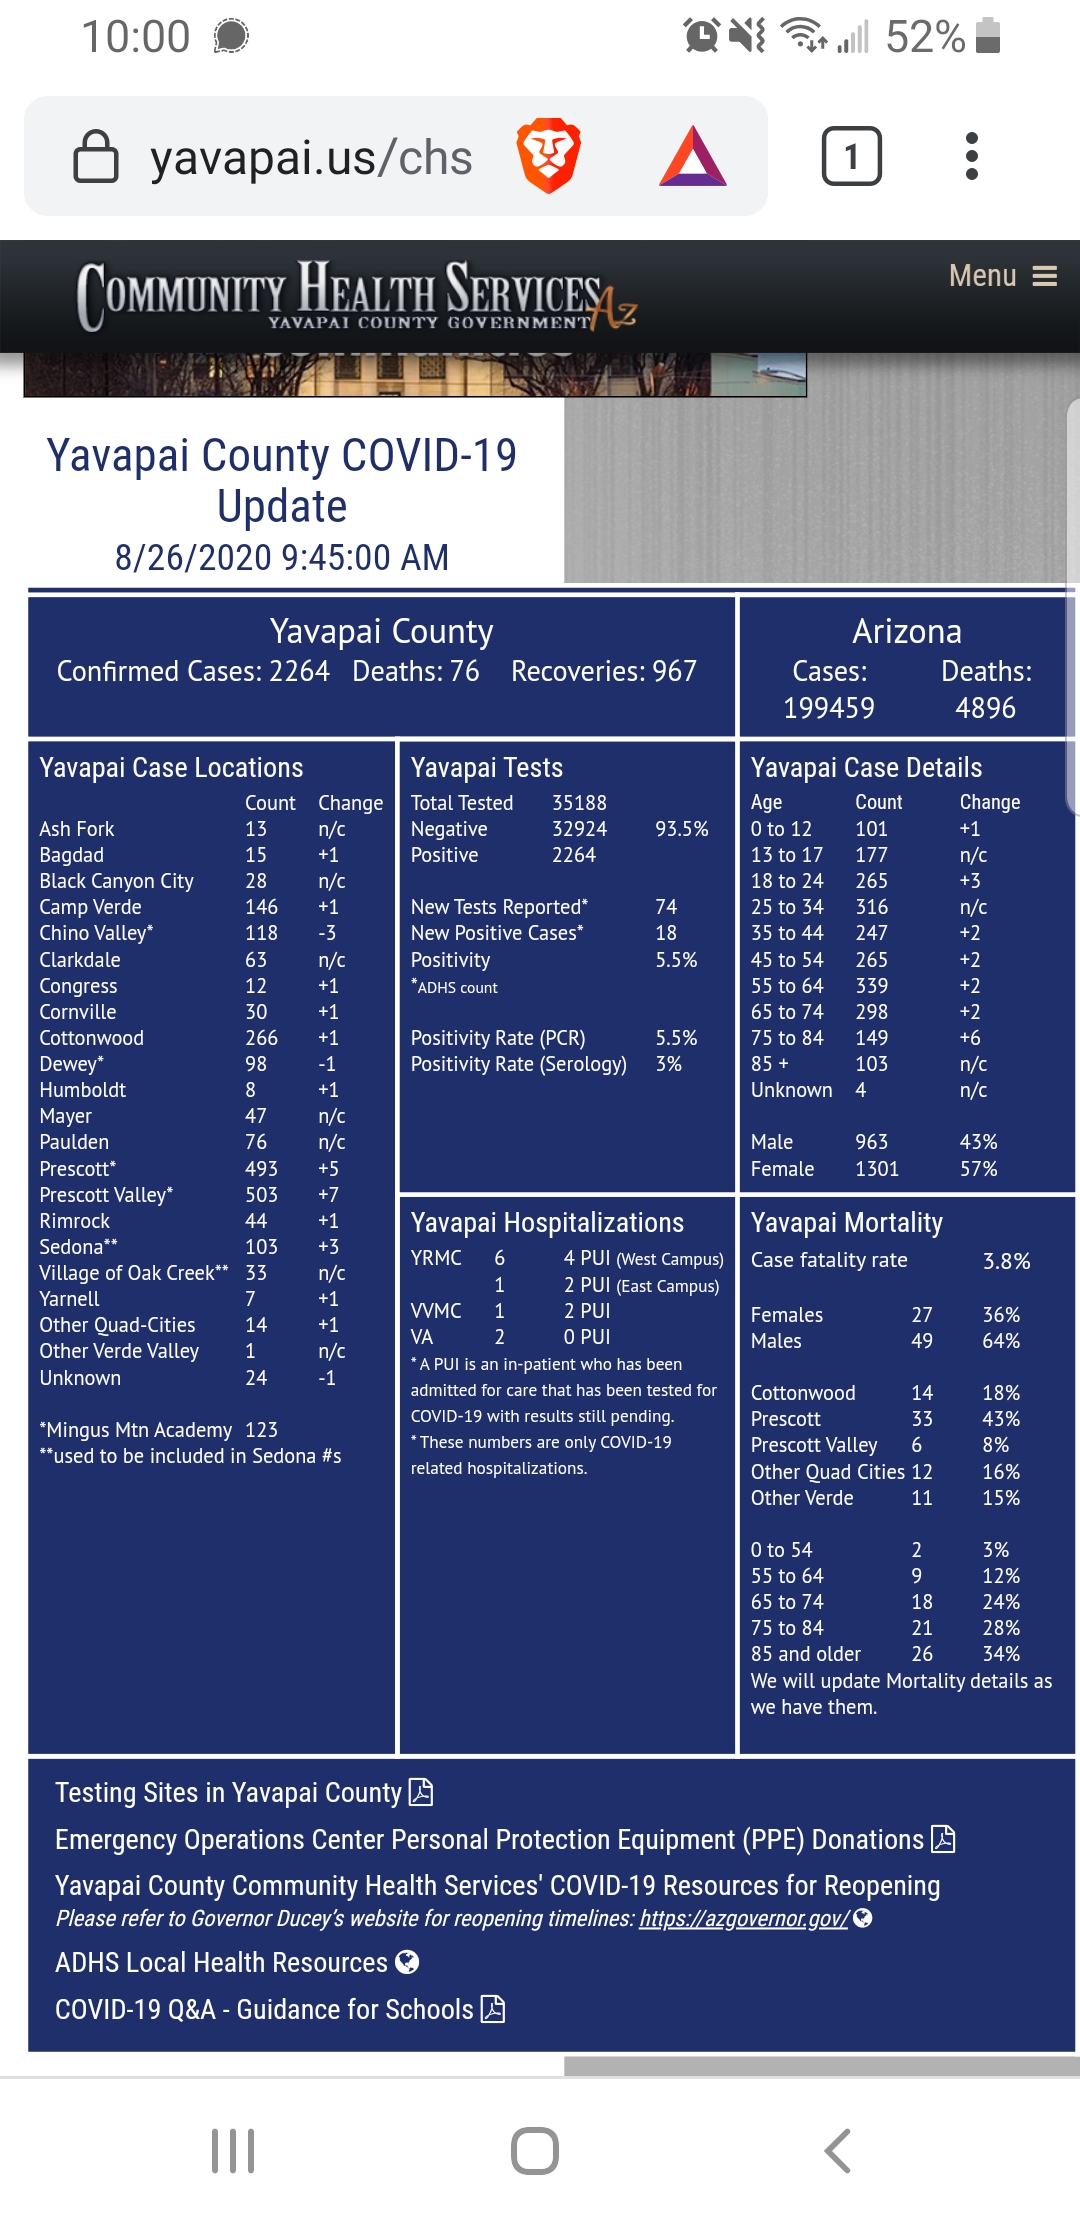 10:00
52%
yavapai.us/chs
1
COMMUNITY HEALTH SERVICES AZ
YAVAPAI COUNTY GOVERNMENT
Menu
Yavapai County COVID-19
Update
8/26/2020 9:45:00 AM
Yavapai County
Confirmed Cases: 2264 Deaths: 76 Recoveries: 967
Arizona
Cases: Deaths:
199459 4896
Yavapai Case Locations
Count Change
Ash Fork 13 n/c
Bagdad 15 +1
Black Canyon City 28 n/c
Camp Verde 146 +1
Chino Valley* 118 -3
Clarkdale 63 n/c
Congress 12 +1
Cornville 30 +1
Cottonwood 266 +1
Dewey* 98 -1
Humboldt 8 +1
Mayer 47 n/c
Paulden 76 n/c
Prescott* 493 +5
Prescott Valley* 503 +7
Rimrock 44 +1
Sedona** 103 +3
Village of Oak Creek** 33 n/c
Yarnell 7 +1
Other Quad-Cities 14 +1
Other Verde Valley 1 n/c
Unknown 24 -1
*Mingus Mtn Academy 123
**used to be included in Sedona #s
Yavapai Tests
Total Tested 35188
Negative 32924 93.5%
Positive 2264
New Tests Reported* 74
New Positive Cases* 18
Positivity 5.5%
*ADHS count
Positivity Rate (PCR) 5.5%
Positivity Rate (Serology) 3%
Yavapai Case Details
Age Count Change
0 to 12 101 +1
13 to 17 177 n/c
18 to 24 265 +3
25 to 34 316 n/c
35 to 44 247 +2
45 to 54 265 +2
55 to 64 339 +2
65 to 74 298 +2
75 to 84 149 +6
85 + 103 n/c
Unknown 4 n/c
Male 963 43%
Female 1301 57%
Yavapai Hospitalizations
YRMC 6 4 PUI (West Campus)
1 2 PUI (East Campus)
VVMC 1 2 PUI
VA 2 0 PUI
* A PUI is an in-patient who has been
admitted for care that has been tested for
COVID-19 with results still pending.
* These numbers are only COVID-19
related hospitalizations.
Yavapai Mortality
Case fatality rate 3.8%
Females 27 36%
Males 49 64%
Cottonwood 14 18%
Prescott 33 43%
Prescott Valley 6 8%
Other Quad Cities 12 16%
Other Verde 11 15%
0 to 54 2 3%
55 to 64 9 12%
65 to 74 18 24%
75 to 84 21 28%
85 and older 26 34%
We will update Mortality details as
we have them.
Testing Sites in Yavapai County
Emergency Operations Center Personal Protection Equipment (PPE) Donations
Yavapai County Community Health Services' COVID-19 Resources for Reopening
Please refer to Governor Ducey's website for reopening timelines: https://azgovernor.gov/
ADHS Local Health Resources
COVID-19 Q&A - Guidance for Schools